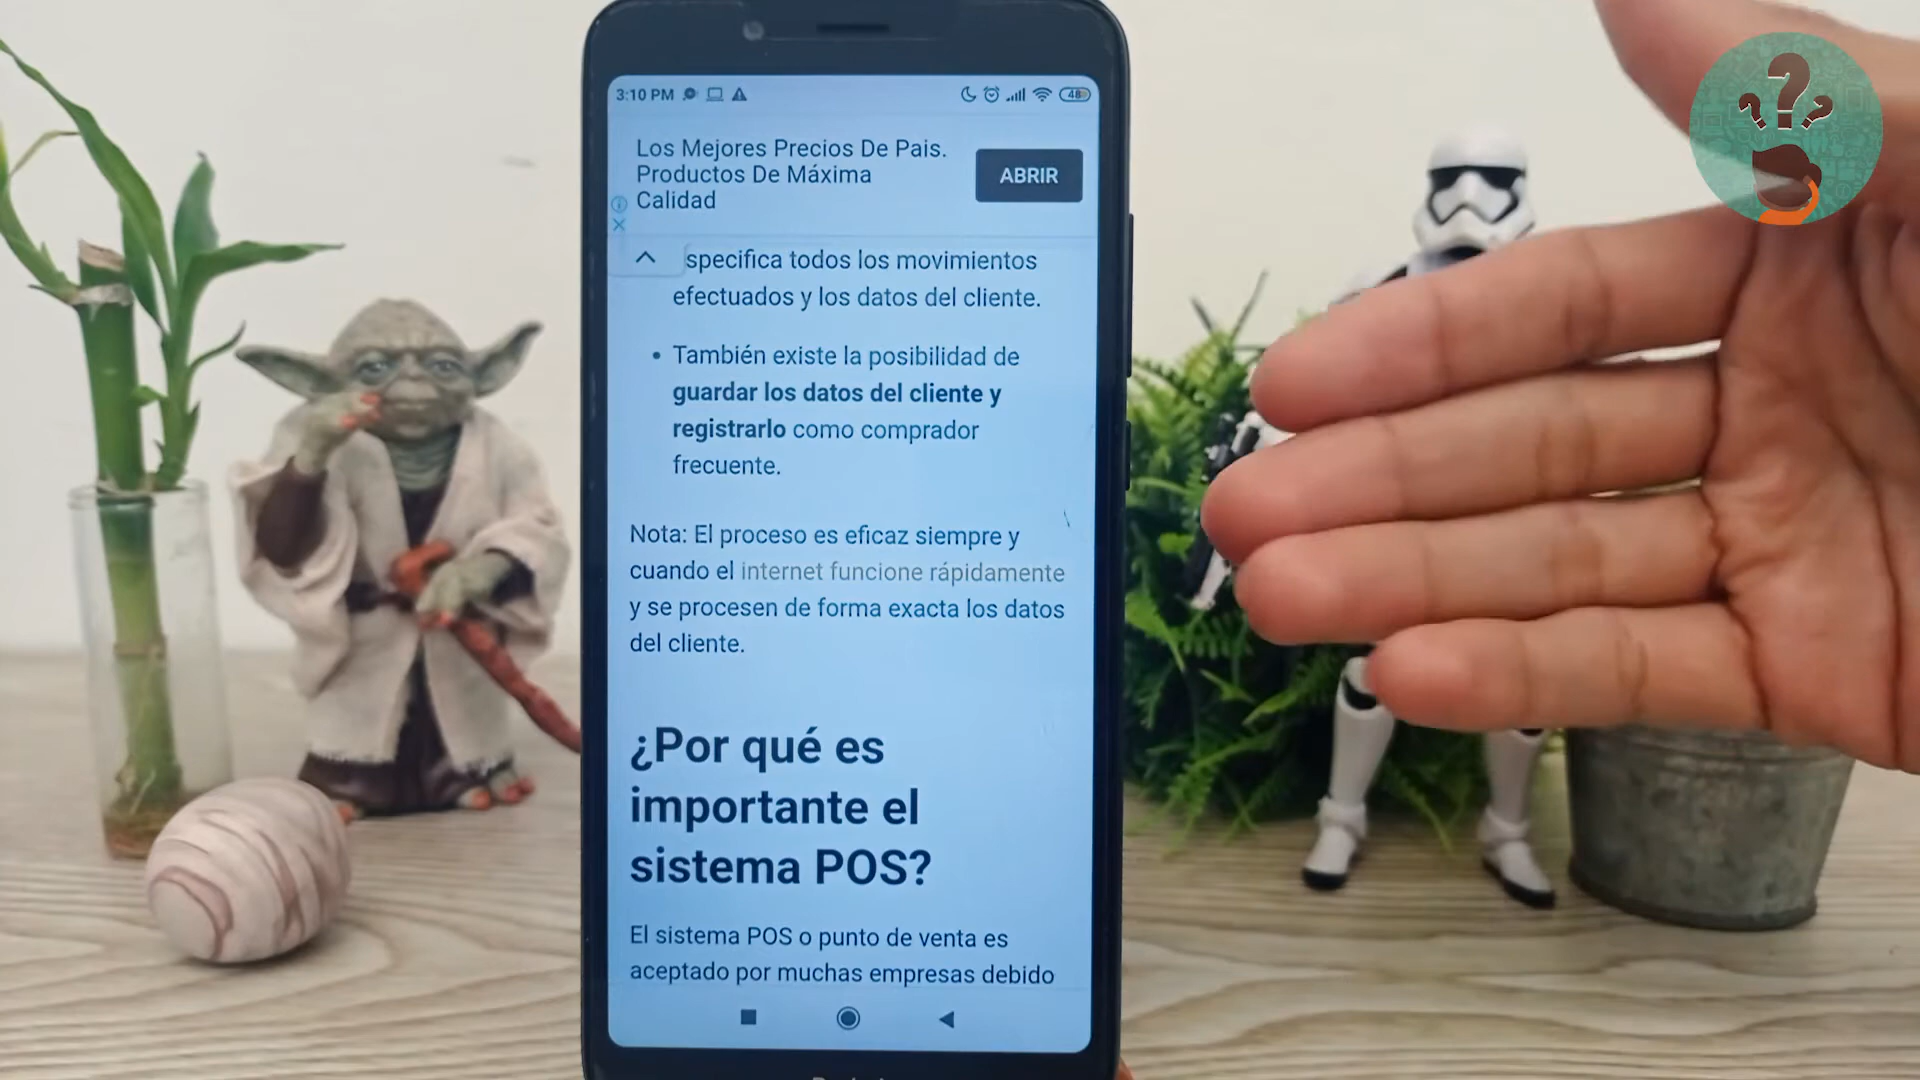 3:10 PM
48
Los Mejores Precios De Pais.
Productos De Máxima
Calidad
ABRIR
specifica todos los movimientos
efectuados y los datos del cliente.
• También existe la posibilidad de
guardar los datos del cliente y
registrarlo como comprador
frecuente.
Nota: El proceso es eficaz siempre y
cuando el internet funcione rápidamente
y se procesen de forma exacta los datos
del cliente.
¿Por qué es
importante el
sistema POS?
El sistema POS o punto de venta es
aceptado por muchas empresas debido